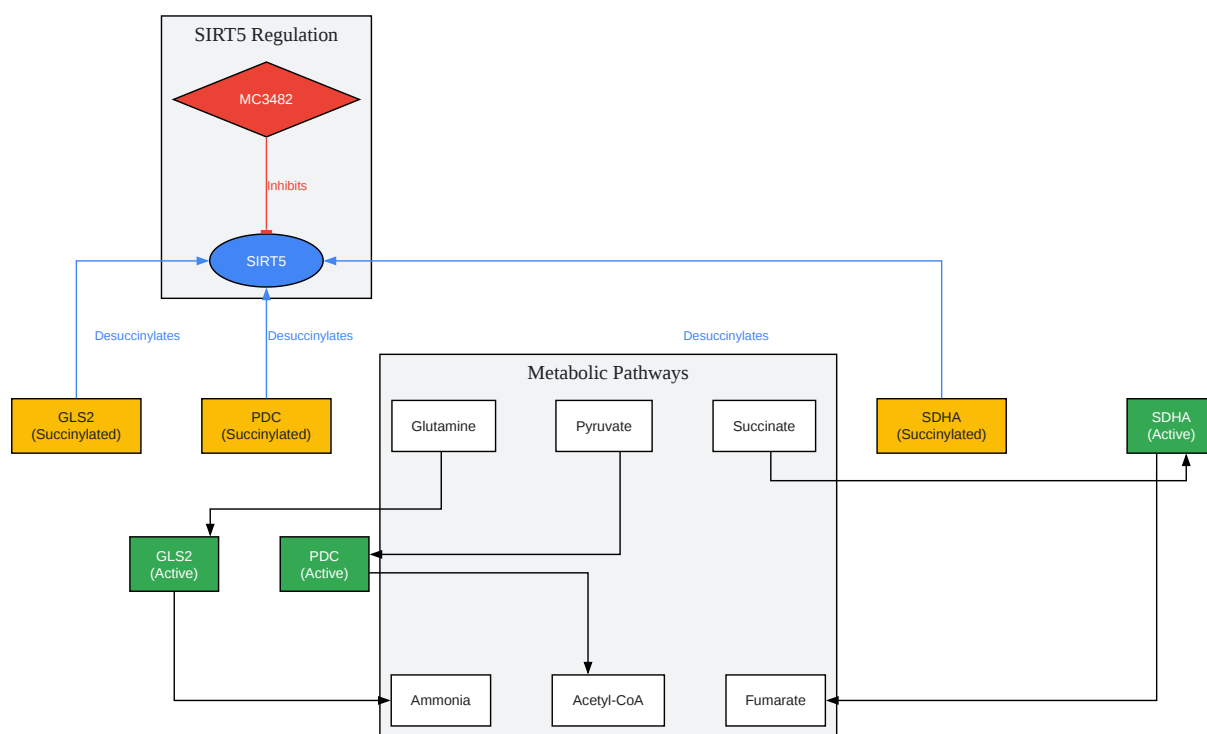 SIRT5 Regulation
MC3482
Inhibits
SIRT5
Desuccinylates
Desuccinylates
Desuccinylates
Metabolic Pathways
GLS2
(Succinylated)
PDC
(Succinylated)
Glutamine
Pyruvate
Succinate
SDHA
(Succinylated)
SDHA
(Active)
GLS2
(Active)
PDC
(Active)
Ammonia
Acetyl-CoA
Fumarate